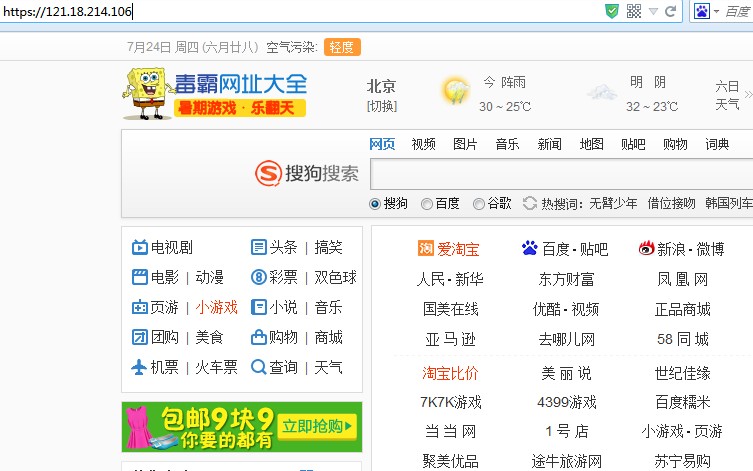 https://121.18.214.106
百度
7月24日 周四 (六月廿八) 空气污染: 轻度
毒霸网址大全
暑期游戏·乐翻天
北京
[切换]
今 阵雨
30 ~ 25℃
明 阴
32 ~ 23℃
六日
天气
网页 视频 图片 音乐 新闻 地图 贴吧 购物 词典
搜狗搜索
搜狗 百度 谷歌 热搜词: 无臂少年 借位接吻 韩国列车
电视剧 头条 | 搞笑
电影 | 动漫 彩票 | 双色球
页游 | 小游戏 小说 | 音乐
团购 | 美食 购物 | 商城
机票 | 火车票 查询 | 天气
爱淘宝 百度 - 贴吧 新浪 - 微博
人民 - 新华 东方财富 凤 凰 网
国美在线 优酷 - 视频 正品商城
亚 马 逊 去哪儿网 58 同 城
淘宝比价 美 丽 说 世纪佳缘
7K7K游戏 4399游戏 百度糯米
当 当 网 1 号 店 小游戏 - 页游
聚美优品 途牛旅游网 苏宁易购
包邮9块9
你要的都有
立即抢购